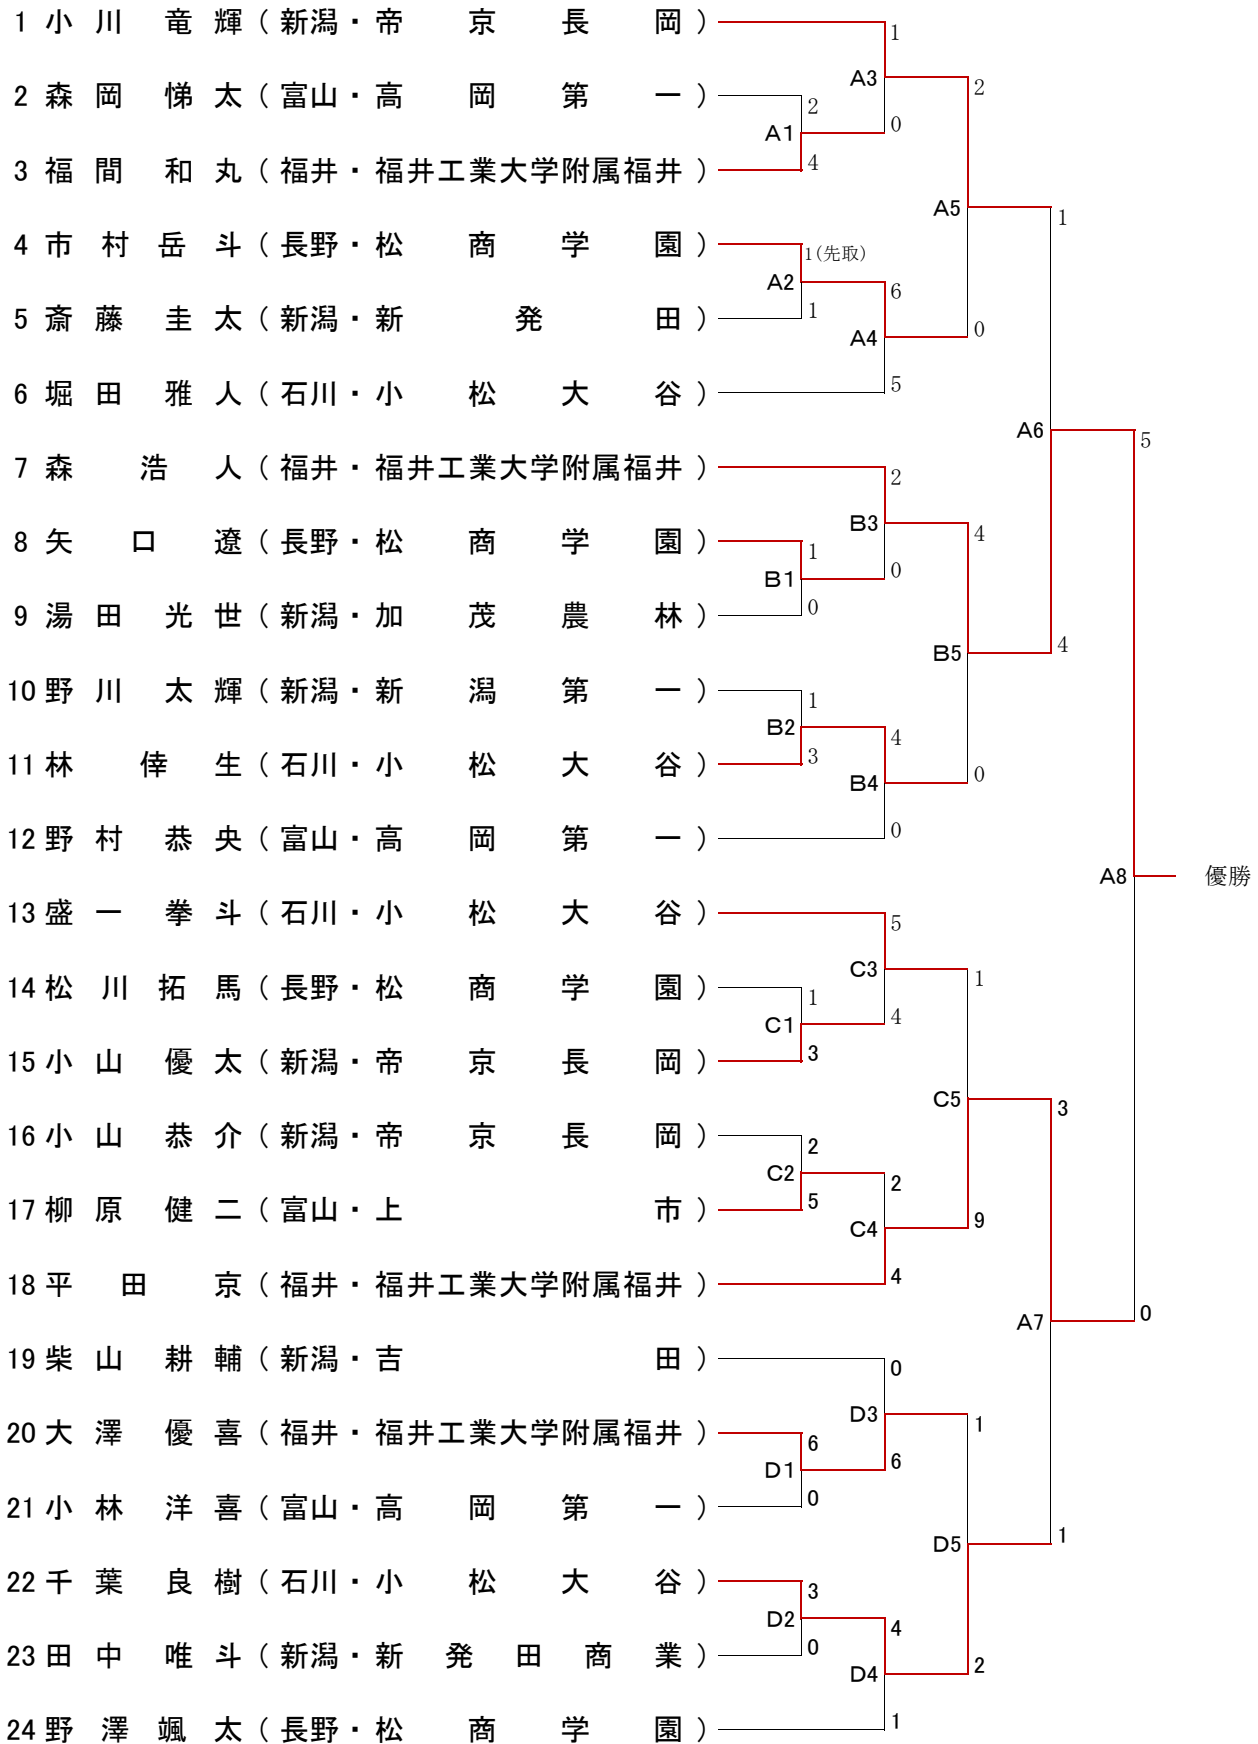 1 小川 竜輝 (新潟・帝京長岡)
2 森岡 悌太 (富山・高岡第一)
3 福間 和丸 (福井・福井工業大学附属福井)
4 市村岳斗 (長野・松商学園)
5 斎藤 圭太 (新潟・新発田)
6 堀田 雅人 (石川・小松大谷)
7 森 浩人 (福井・福井工業大学附属福井)
8 矢口 遼 (長野・松商学園)
9 湯田 光世 (新潟・加茂農林)
10 野川 太輝 (新潟・新潟第一)
11 林 倖生 (石川・小松大谷)
12 野村 恭央 (富山・高岡第一)
13 盛一 拳斗 (石川・小松大谷)
14 松川拓馬 (長野・松商学園)
15 小山 優太 (新潟・帝京長岡)
16 小山 恭介 (新潟・帝京長岡)
17 柳原 健二 (富山・上市)
18 平田 京 (福井・福井工業大学附属福井)
19 柴山 耕輔 (新潟・吉田)
20 大澤 優喜 (福井・福井工業大学附属福井)
21 小林 洋喜 (富山・高岡第一)
22 千葉 良樹 (石川・小松大谷)
23 田中 唯斗 (新潟・新発田商業)
24 野澤颯太 (長野・松商学園)
A1 2 4
A2 1(先取) 1
B1 1 0
B2 1 3
C1 1 3
C2 2 5
D1 6 0
D2 3 0
A3 1 0
A4 6 5
B3 2 0
B4 4 0
C3 5 4
C4 2 4
D3 0 6
D4 4 1
A5 2 0
B5 4 0
C5 1 9
D5 1 2
A6 1 4
A7 3 1
A8 5 0
優勝